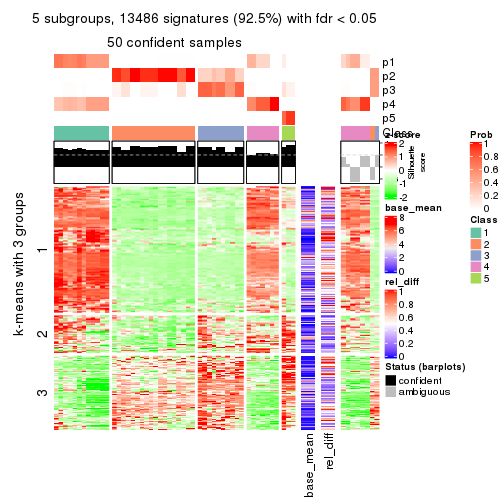 5 subgroups, 13486 signatures (92.5%) with fdr < 0.05
50 confident samples
p1
p2
p3
p4
p5
Class
z-score
2
1
0
-1
-2
Silhouette
score
Prob
1
0.8
0.6
0.4
0.2
0
base_mean
8
6
4
2
0
Class
1
2
3
4
5
rel_diff
1
0.8
0.6
0.4
0.2
0
Status (barplots)
confident
ambiguous
k-means with 3 groups
1
2
3
base_mean
rel_diff